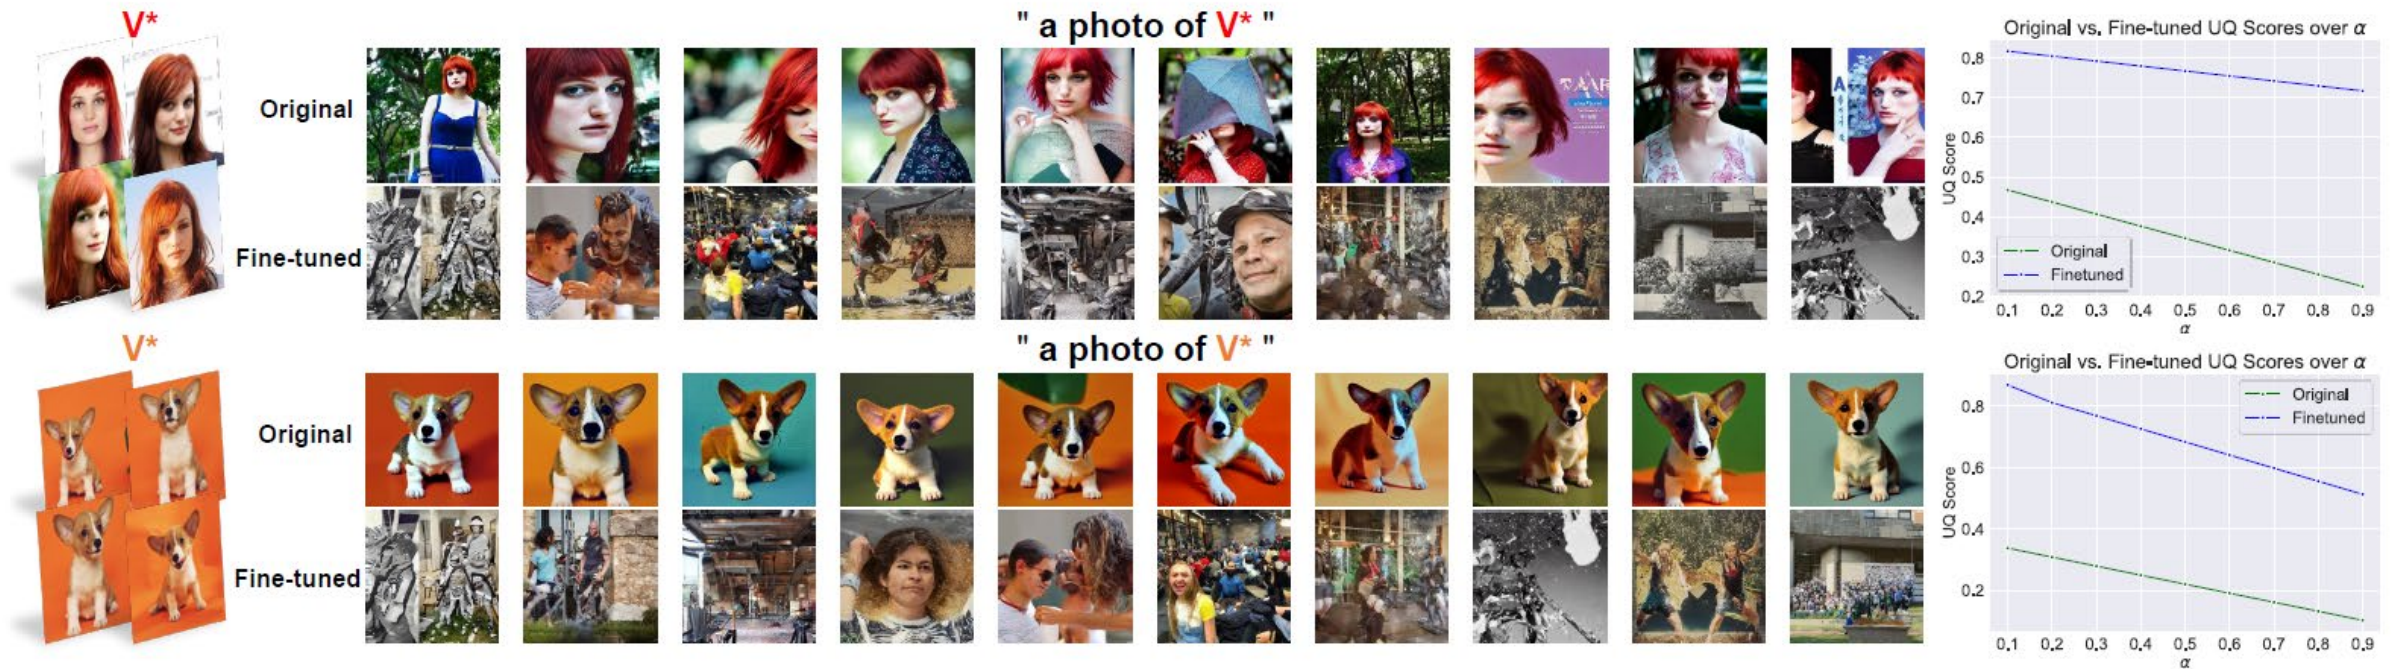 V*
" a photo of V* "
Original
Fine-tuned
Original vs. Fine-tuned UQ Scores over α
UQ Score
0.8
0.7
0.6
0.5
0.4
0.3
0.2
Original
Finetuned
0.1 0.2 0.3 0.4 0.5 0.6 0.7 0.8 0.9
α
V*
" a photo of V* "
Original
Fine-tuned
Original vs. Fine-tuned UQ Scores over α
UQ Score
0.8
0.6
0.4
0.2
Original
Finetuned
0.1 0.2 0.3 0.4 0.5 0.6 0.7 0.8 0.9
α